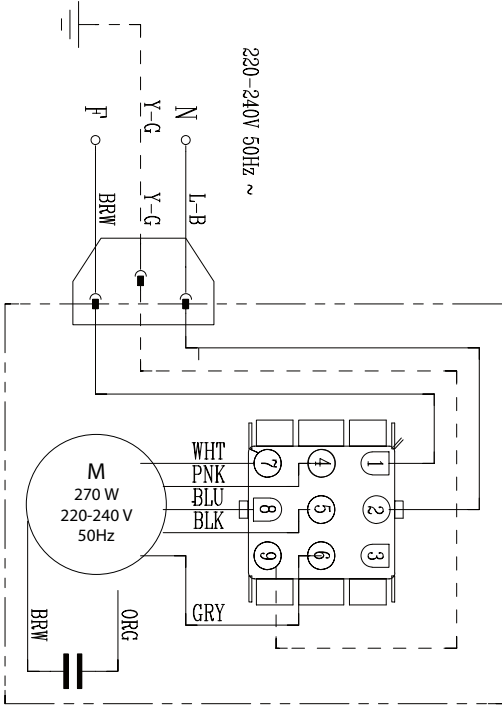 220-240V 50Hz ~
F
Y-G
N
BRW
Y-G
L-B
M
270 W
220-240 V
50Hz
WHT
PNK
BLU
BLK
GRY
BRW
ORG
7
4
1
8
5
2
9
6
3